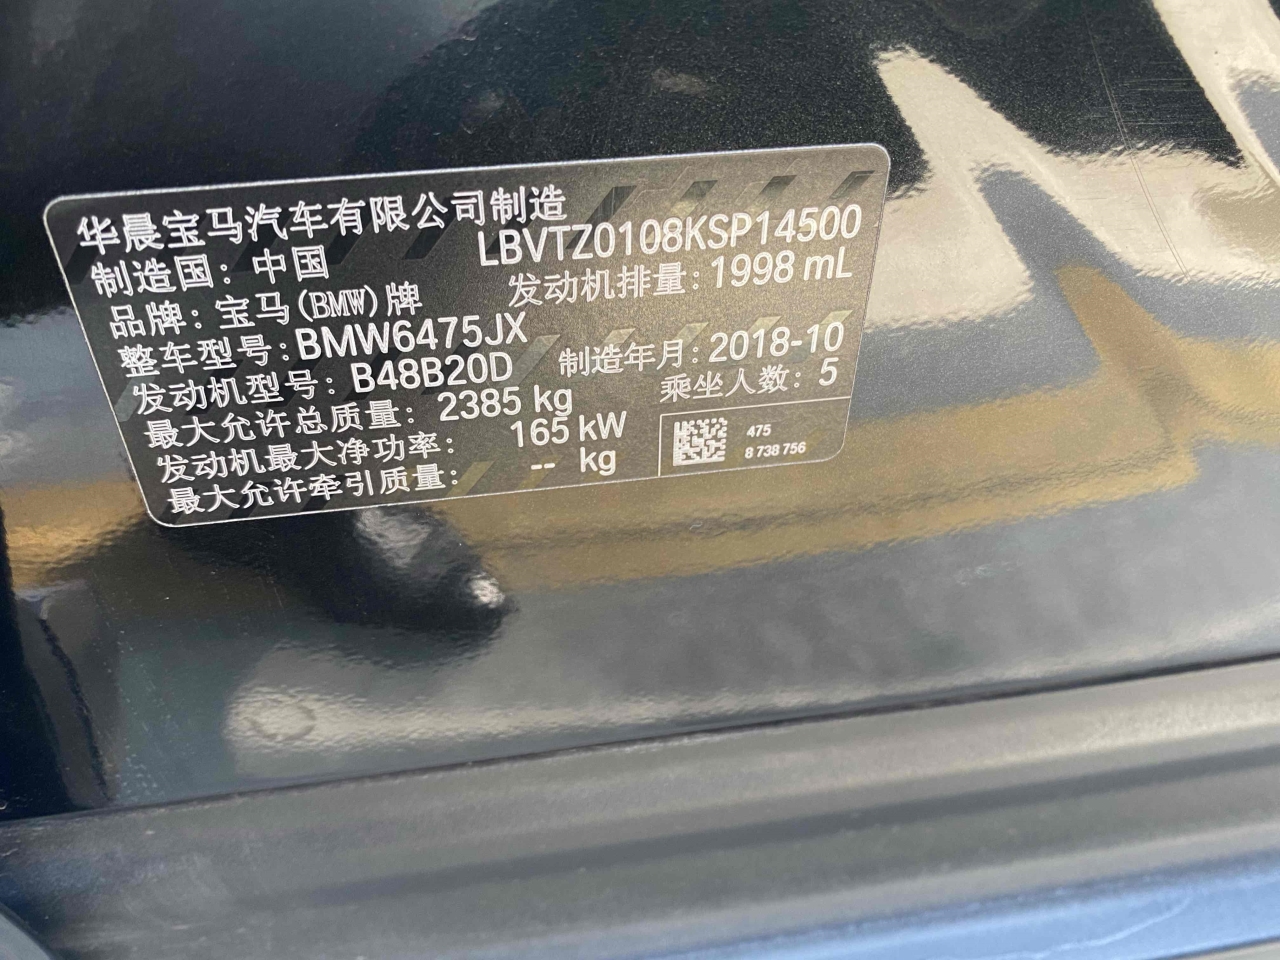 华晨宝马汽车有限公司制造
制造国：中国 LBVTZ0108KSP14500
品牌：宝马(BMW)牌 发动机排量：1998 mL
整车型号：BMW6475JX
发动机型号：B48B20D 制造年月：2018-10
最大允许总质量：2385 kg 乘坐人数：5
发动机最大净功率：165 kW
最大允许牵引质量：-- kg
475
8 738 756